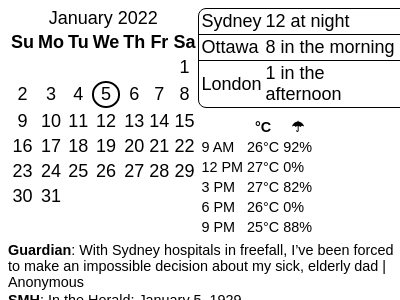 January 2022
Su Mo Tu We Th Fr Sa
1
2 3 4 5 6 7 8
9 10 11 12 13 14 15
16 17 18 19 20 21 22
23 24 25 26 27 28 29
30 31
Sydney 12 at night
Ottawa 8 in the morning
London 1 in the
afternoon
°C ☂
9 AM 26°C 92%
12 PM 27°C 0%
3 PM 27°C 82%
6 PM 26°C 0%
9 PM 25°C 88%
Guardian: With Sydney hospitals in freefall, I've been forced
to make an impossible decision about my sick, elderly dad |
Anonymous
SMH: In the Herald: January 5, 1929